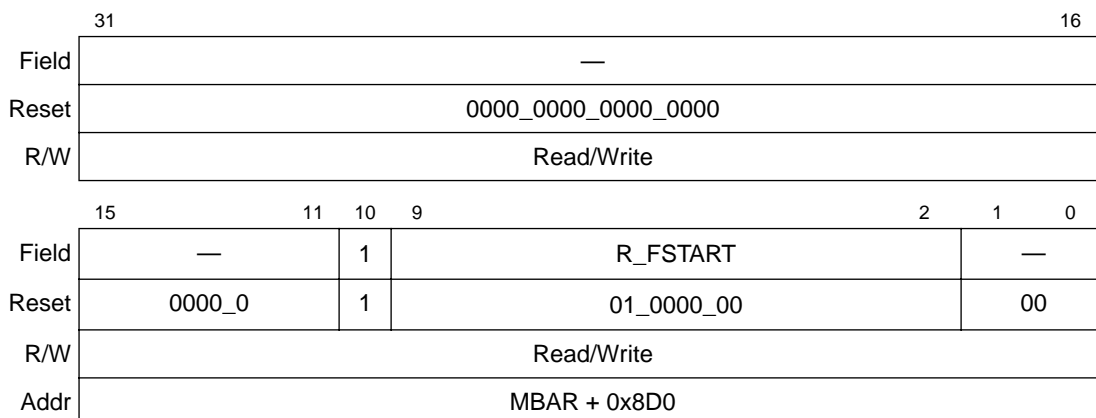 31 16
Field —
Reset 0000_0000_0000_0000
R/W Read/Write
15 11 10 9 2 1 0
Field — 1 R_FSTART —
Reset 0000_0 1 01_0000_00 00
R/W Read/Write
Addr MBAR + 0x8D0